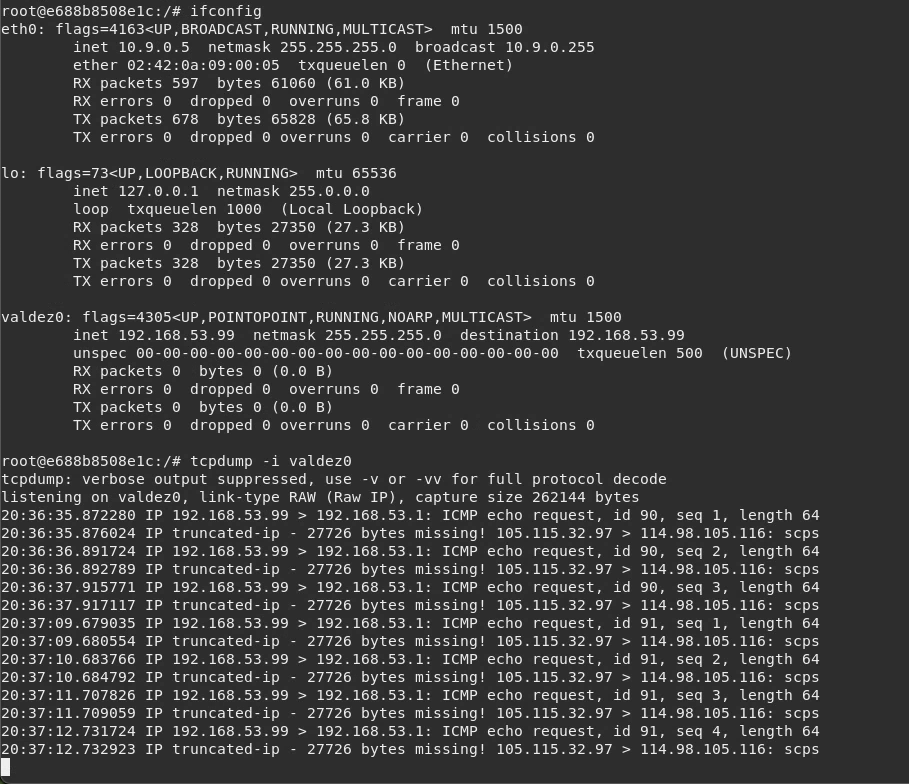 root@e688b8508e1c:/# ifconfig
eth0: flags=4163<UP,BROADCAST,RUNNING,MULTICAST>  mtu 1500
        inet 10.9.0.5  netmask 255.255.255.0  broadcast 10.9.0.255
        ether 02:42:0a:09:00:05  txqueuelen 0  (Ethernet)
        RX packets 597  bytes 61060 (61.0 KB)
        RX errors 0  dropped 0  overruns 0  frame 0
        TX packets 678  bytes 65828 (65.8 KB)
        TX errors 0  dropped 0 overruns 0  carrier 0  collisions 0

lo: flags=73<UP,LOOPBACK,RUNNING>  mtu 65536
        inet 127.0.0.1  netmask 255.0.0.0
        loop  txqueuelen 1000  (Local Loopback)
        RX packets 328  bytes 27350 (27.3 KB)
        RX errors 0  dropped 0  overruns 0  frame 0
        TX packets 328  bytes 27350 (27.3 KB)
        TX errors 0  dropped 0 overruns 0  carrier 0  collisions 0

valdez0: flags=4305<UP,POINTOPOINT,RUNNING,NOARP,MULTICAST>  mtu 1500
        inet 192.168.53.99  netmask 255.255.255.0  destination 192.168.53.99
        unspec 00-00-00-00-00-00-00-00-00-00-00-00-00-00-00-00  txqueuelen 500  (UNSPEC)
        RX packets 0  bytes 0 (0.0 B)
        RX errors 0  dropped 0  overruns 0  frame 0
        TX packets 0  bytes 0 (0.0 B)
        TX errors 0  dropped 0 overruns 0  carrier 0  collisions 0

root@e688b8508e1c:/# tcpdump -i valdez0
tcpdump: verbose output suppressed, use -v or -vv for full protocol decode
listening on valdez0, link-type RAW (Raw IP), capture size 262144 bytes
20:36:35.872280 IP 192.168.53.99 > 192.168.53.1: ICMP echo request, id 90, seq 1, length 64
20:36:35.876024 IP truncated-ip - 27726 bytes missing! 105.115.32.97 > 114.98.105.116: scps
20:36:36.891724 IP 192.168.53.99 > 192.168.53.1: ICMP echo request, id 90, seq 2, length 64
20:36:36.892789 IP truncated-ip - 27726 bytes missing! 105.115.32.97 > 114.98.105.116: scps
20:36:37.915771 IP 192.168.53.99 > 192.168.53.1: ICMP echo request, id 90, seq 3, length 64
20:36:37.917117 IP truncated-ip - 27726 bytes missing! 105.115.32.97 > 114.98.105.116: scps
20:37:09.679035 IP 192.168.53.99 > 192.168.53.1: ICMP echo request, id 91, seq 1, length 64
20:37:09.680554 IP truncated-ip - 27726 bytes missing! 105.115.32.97 > 114.98.105.116: scps
20:37:10.683766 IP 192.168.53.99 > 192.168.53.1: ICMP echo request, id 91, seq 2, length 64
20:37:10.684792 IP truncated-ip - 27726 bytes missing! 105.115.32.97 > 114.98.105.116: scps
20:37:11.707826 IP 192.168.53.99 > 192.168.53.1: ICMP echo request, id 91, seq 3, length 64
20:37:11.709059 IP truncated-ip - 27726 bytes missing! 105.115.32.97 > 114.98.105.116: scps
20:37:12.731724 IP 192.168.53.99 > 192.168.53.1: ICMP echo request, id 91, seq 4, length 64
20:37:12.732923 IP truncated-ip - 27726 bytes missing! 105.115.32.97 > 114.98.105.116: scps